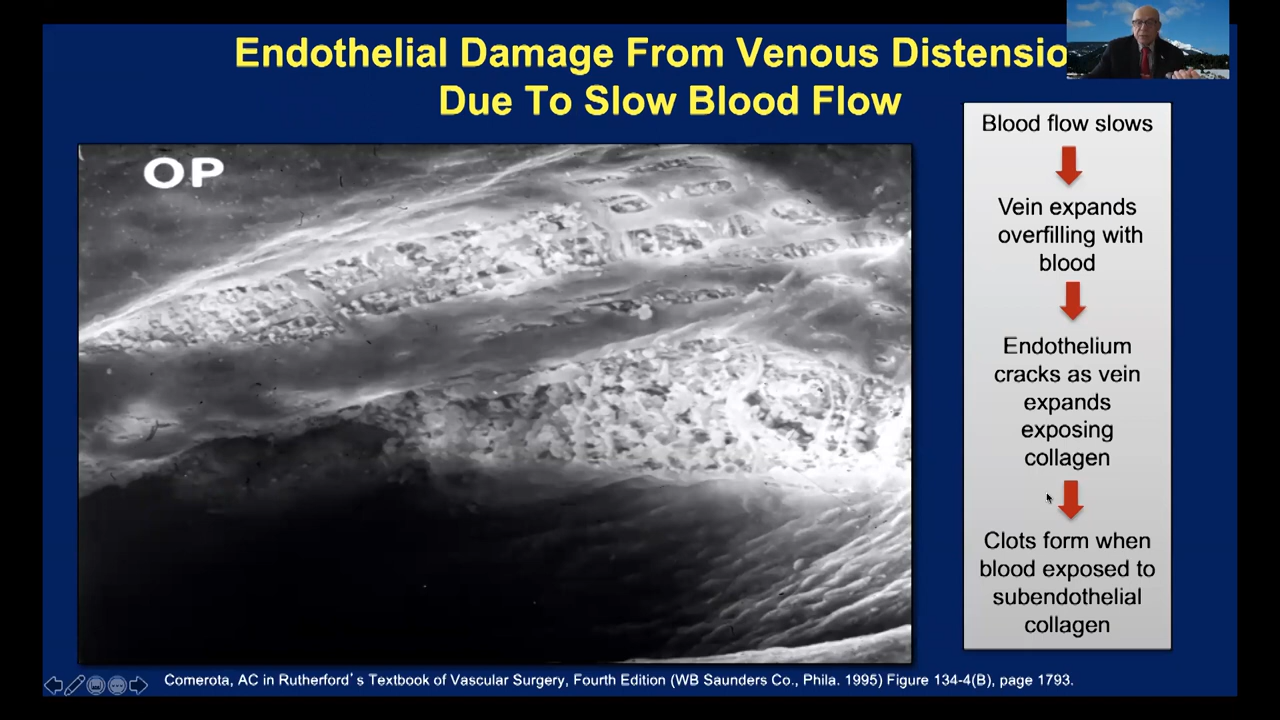 Endothelial Damage From Venous Distensio
Due To Slow Blood Flow
OP
Blood flow slows
Vein expands
overfilling with
blood
Endothelium
cracks as vein
expands
exposing
collagen
Clots form when
blood exposed to
subendothelial
collagen
Comerota, AC in Rutherford's Textbook of Vascular Surgery, Fourth Edition (WB Saunders Co., Phila. 1995) Figure 134-4(B), page 1793.